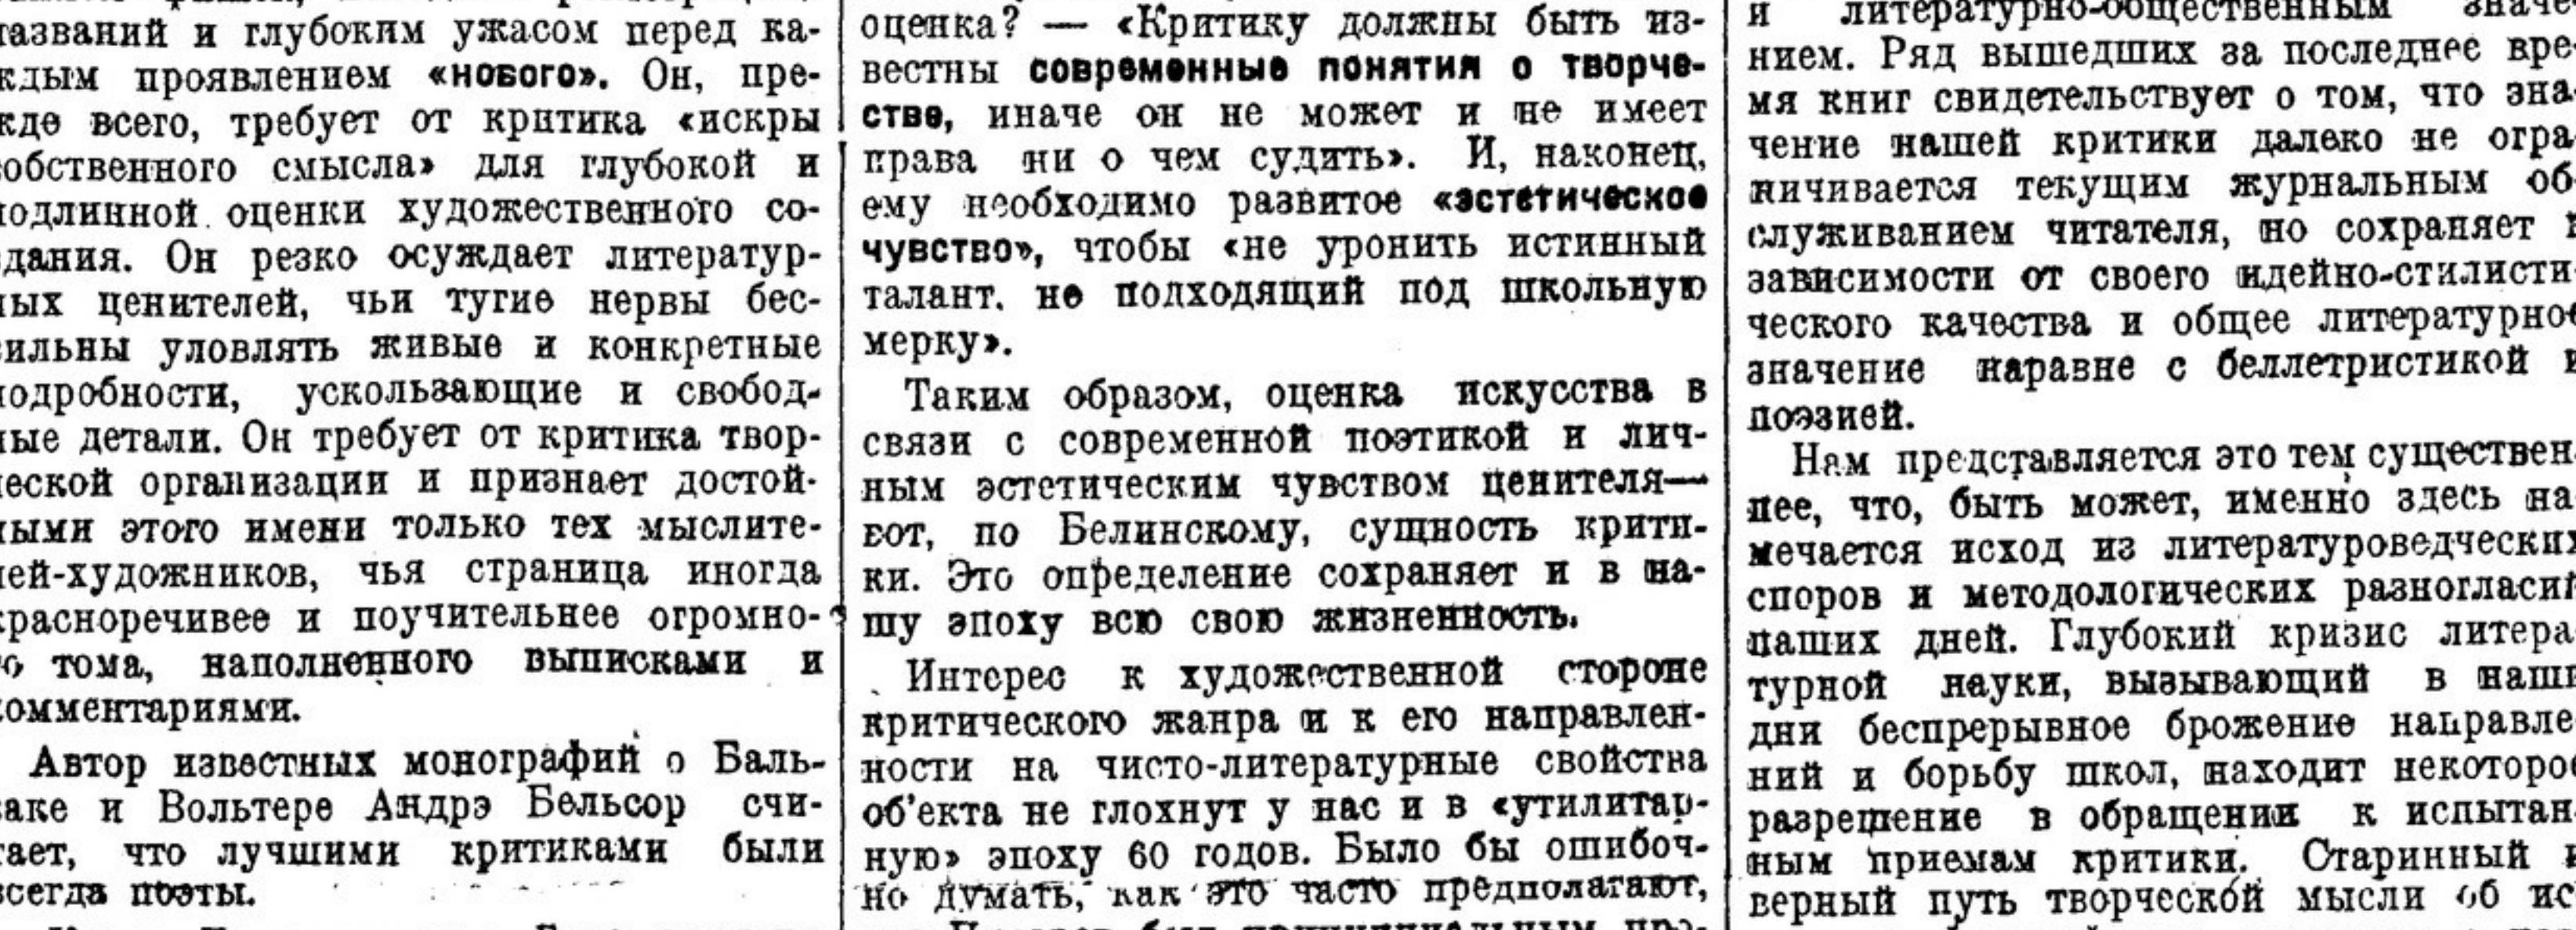 тазваний и глубоким ужасом перед ка-
ждым проявлением «нового». Он, пре-
жде всего, требует от критика «искры
собственного смысла» для глубокой и
подлинной оценки художественного со-
здания. Он резко осуждает литератур-
ных ценителей, чьи тугие нервы бес-
сильны уловлять живые и конкретные
подробности, ускользающие и свобод-
ные детали. Он требует от критика твор-
ческой организации и признает достой-
ными этого имени только тех мыслите-
лей-художников, чья страница иногда
красноречивее и поучительнее огромно-
го тома, наполненного выписками и
комментариями.
Автор известных монографий о Баль-
заке и Вольтере Андрэ Бельсор счи-
тает, что лучшими критиками были
всегда поэты.
оценка? — «Критику должны быть из-
вестны современные понятия о творче-
стве, иначе он не может и не имеет
права ни о чем судить». И, наконец,
ему необходимо развитое «эстетическое
чувство», чтобы «не уронить истинный
талант. не подходящий под школьную
мерку».
Таким образом, оценка искусства в
связи с современной поэтикой и лич-
ным эстетическим чувством ценителя—
вот, по Белинскому, сущность крити-
ки. Это определение сохраняет и в на-
шу эпоху всю свою жизненность.
Интерес к художественной стороне
критического жанра и к его направлен-
ности на чисто-литературные свойства
об'екта не глохнут у нас и в «утилитар-
ную» эпоху 60 годов. Было бы ошибоч-
но думать, как это часто предполагают,
был принципиальным
и литературно-общественным значе-
нием. Ряд вышедших за последнее вре-
мя книг свидетельствует о том, что зна-
чение нашей критики далеко не огра-
ничивается текущим журнальным об-
служиванием читателя, но сохраняет в
зависимости от своего идейно-стилисти-
ческого качества и общее литературное
значение наравне с беллетристикой и
поэзией.
Нам представляется это тем существен-
нее, что, быть может, именно здесь на-
мечается исход из литературоведческих
споров и методологических разногласий
наших дней. Глубокий кризис литера-
турной науки, вызывающий в наши
дни беспрерывное брожение направле-
ний и борьбу школ, находит некоторое
разрешение в обращении к испытан-
ным приемам критики. Старинный и
верный путь творческой мысли об ис-